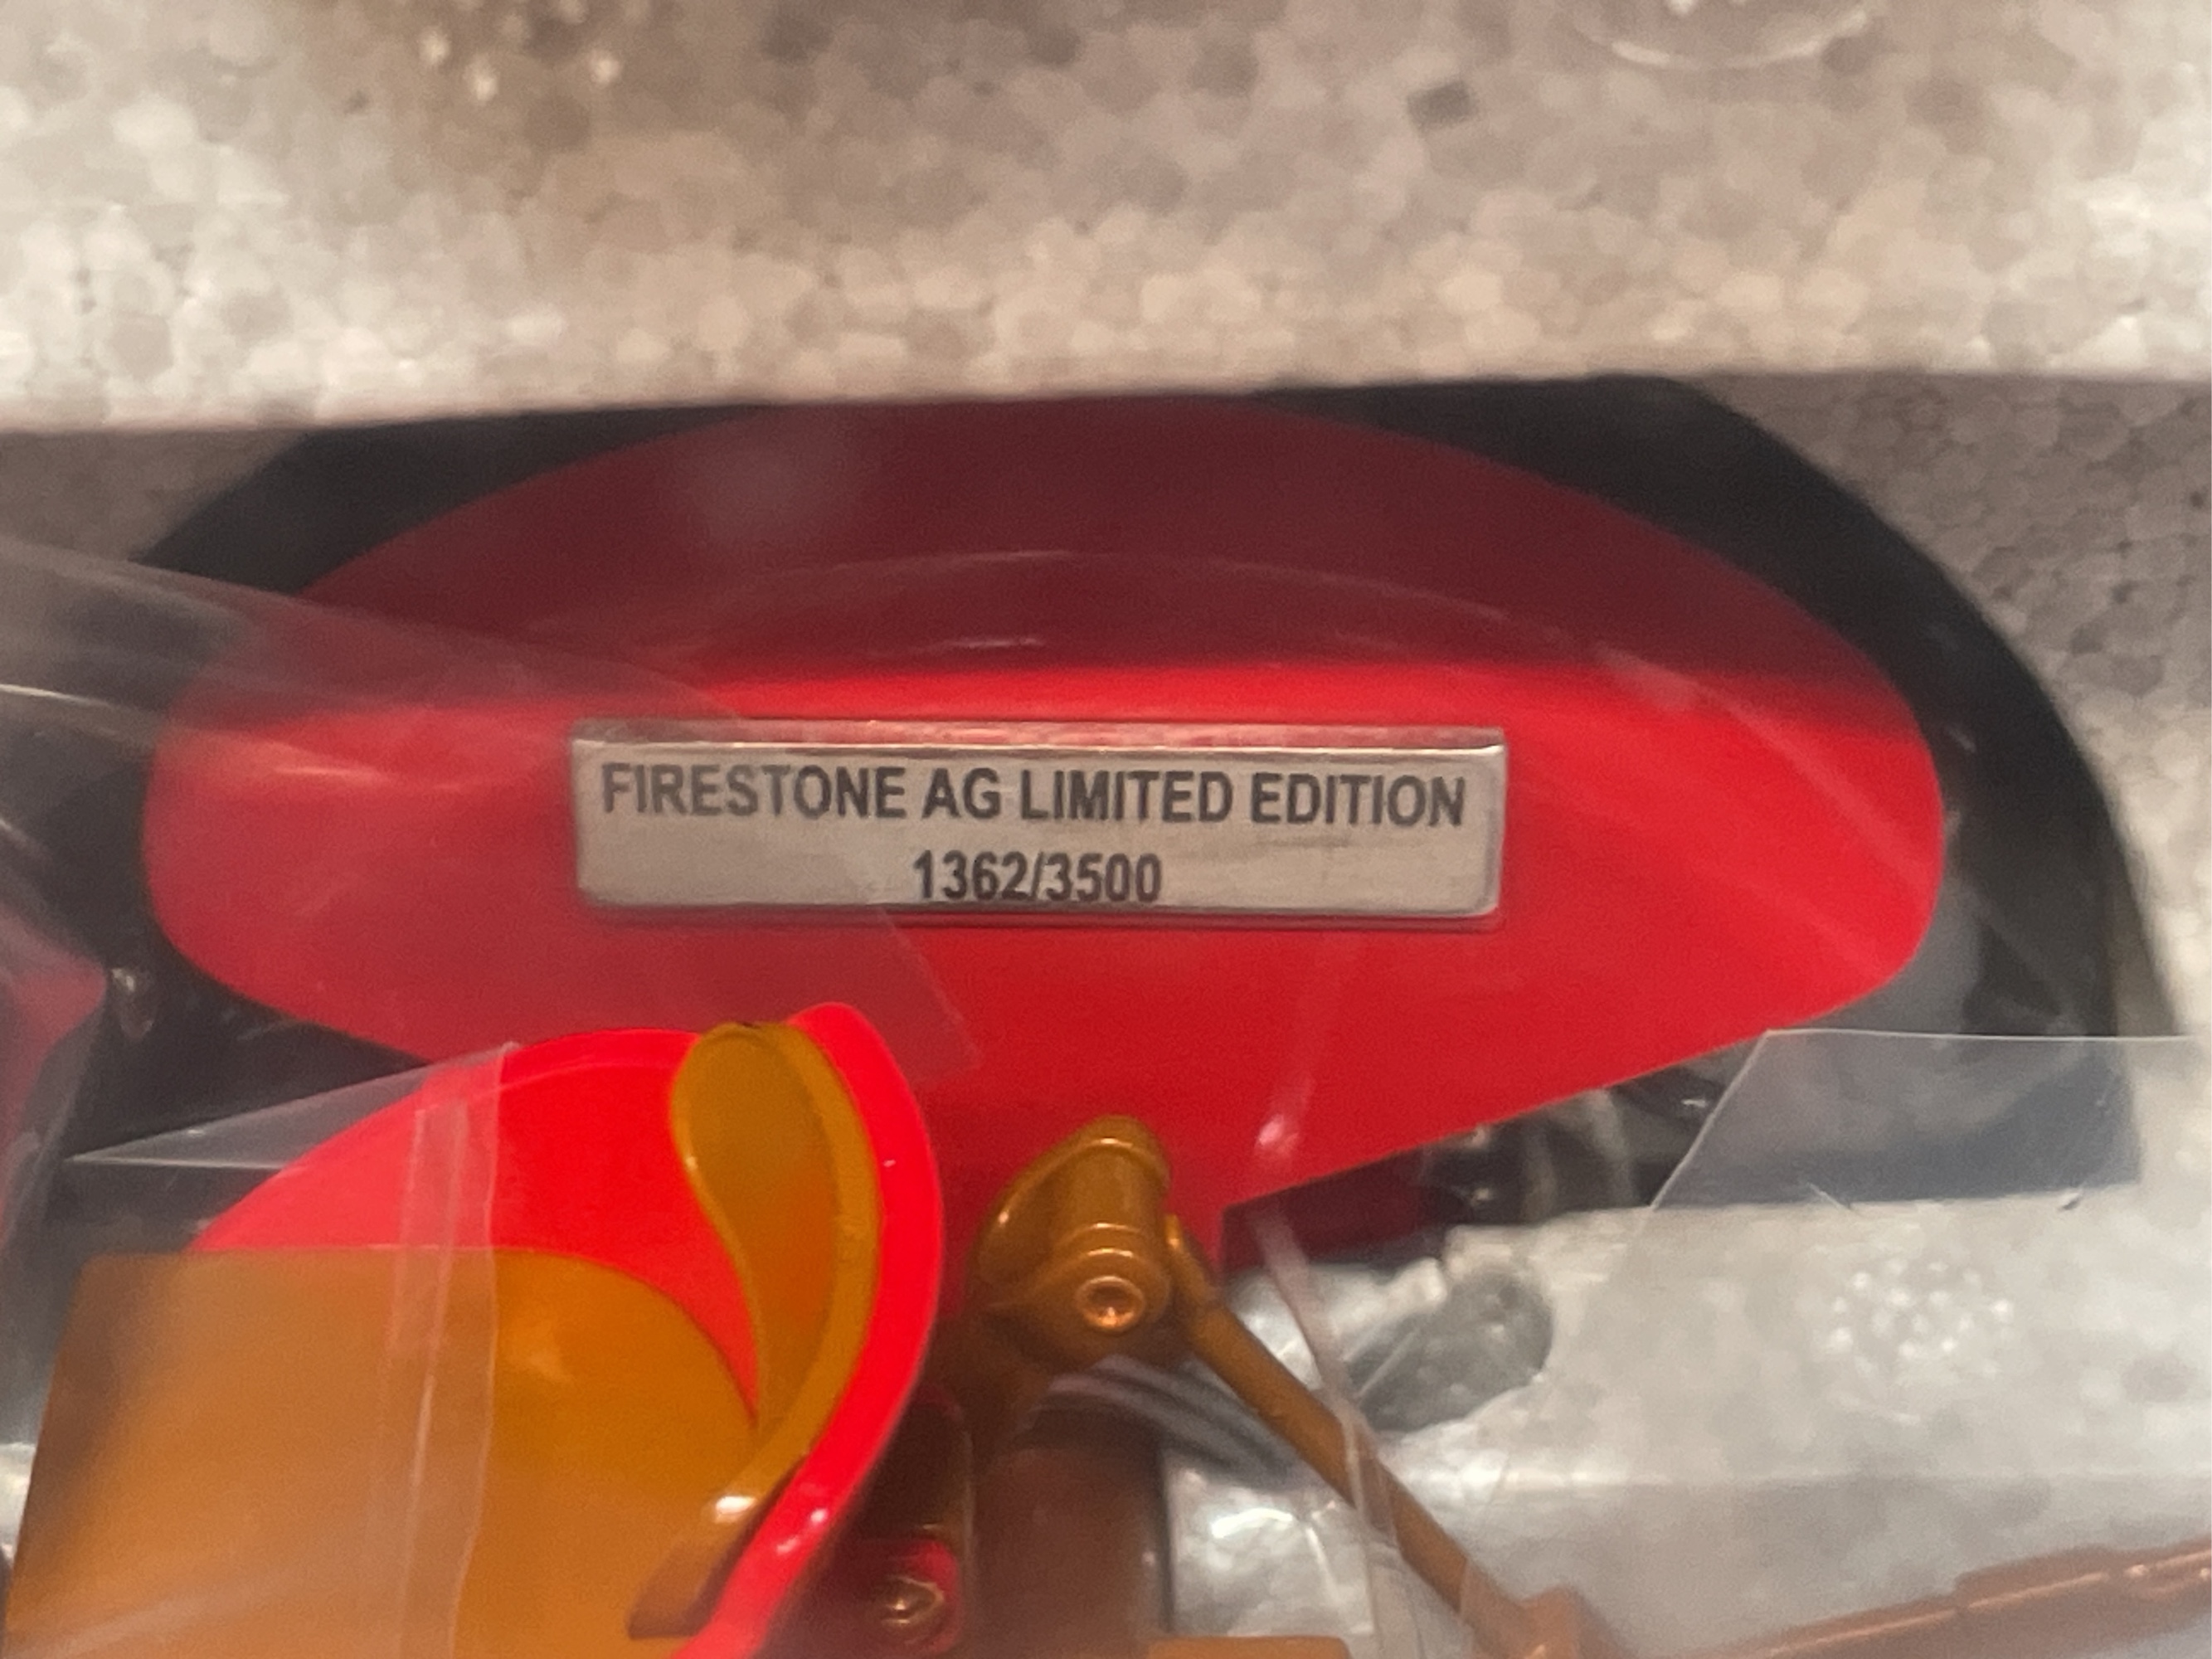 FIRESTONE AG LIMITED EDITION
1362/3500